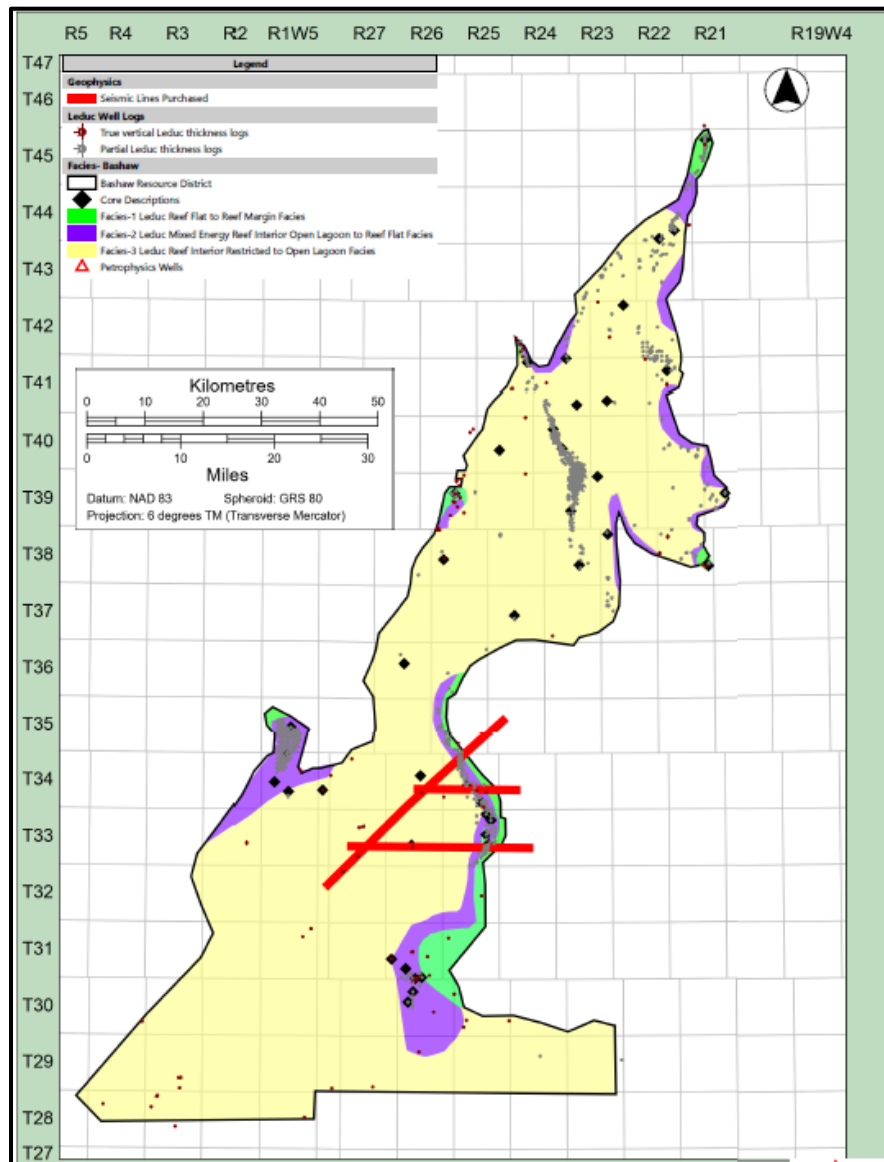 R5 R4 R3 R2 R1W5 R27 R26 R25 R24 R23 R22 R21 R19W4
T47
T46
T45
T44
T43
T42
T41
T40
T39
T38
T37
T36
T35
T34
T33
T32
T31
T30
T29
T28
T27
Legend
Geophysics
Seismic Lines Purchased
Leduc Well Logs
True vertical Leduc thickness logs
Partial Leduc thickness logs
Facies- Bashaw
Bashaw Resource District
Core Descriptions
Facies-1 Leduc Reef Flat to Reef Margin Facies
Facies-2 Leduc Mixed Energy Reef Interior Open Lagoon to Reef Flat Facies
Facies-3 Leduc Reef Interior Restricted to Open Lagoon Facies
Petrophysics Wells
Kilometres
0 10 20 30 40 50
0 10 20 30
Miles
Datum: NAD 83 Spheroid: GRS 80
Projection: 6 degrees TM (Transverse Mercator)